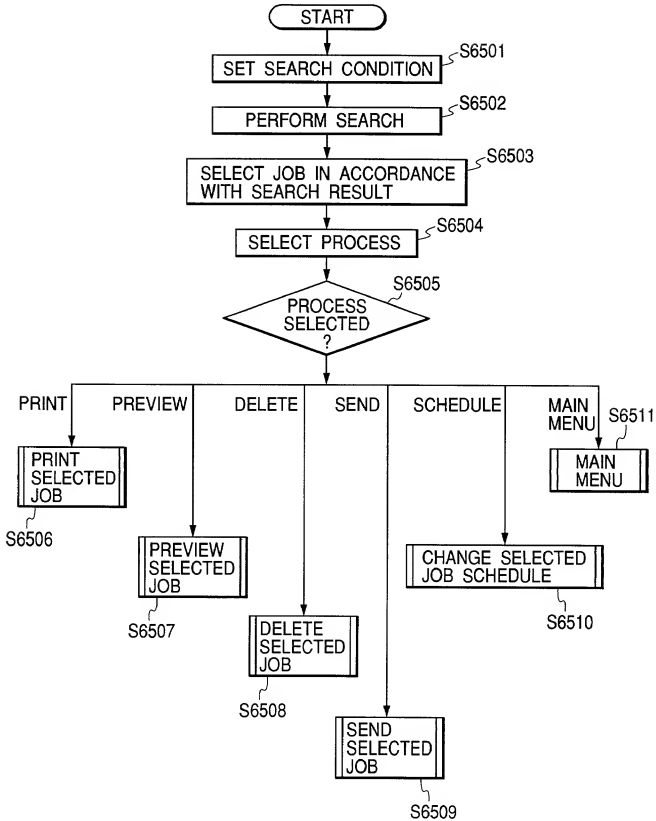 START
S6501
SET SEARCH CONDITION
S6502
PERFORM SEARCH
S6503
SELECT JOB IN ACCORDANCE
WITH SEARCH RESULT
S6504
SELECT PROCESS
S6505
PROCESS
SELECTED
?
PRINT
PREVIEW
DELETE
SEND
SCHEDULE
MAIN
MENU
S6511
PRINT
SELECTED
JOB
S6506
MAIN
MENU
PREVIEW
SELECTED
JOB
S6507
CHANGE SELECTED
JOB SCHEDULE
S6510
DELETE
SELECTED
JOB
S6508
SEND
SELECTED
JOB
S6509